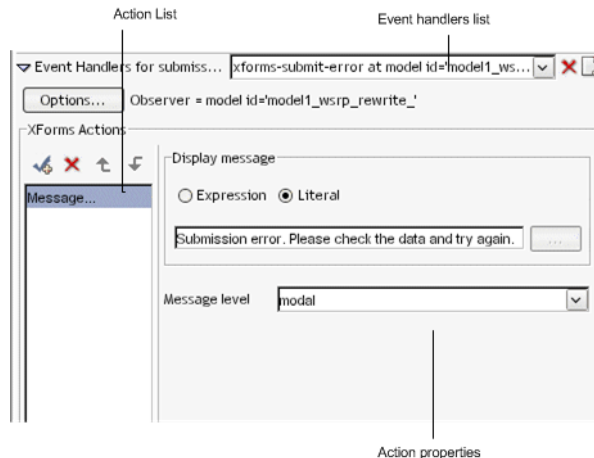 Action List
Event handlers list
Event Handlers for submiss... xforms-submit-error at model id='model1_ws...
Options... Observer = model id='model1_wsrp_rewrite_'
XForms Actions
Message...
Display message
Expression Literal
Submission error. Please check the data and try again. ...
Message level modal
Action properties